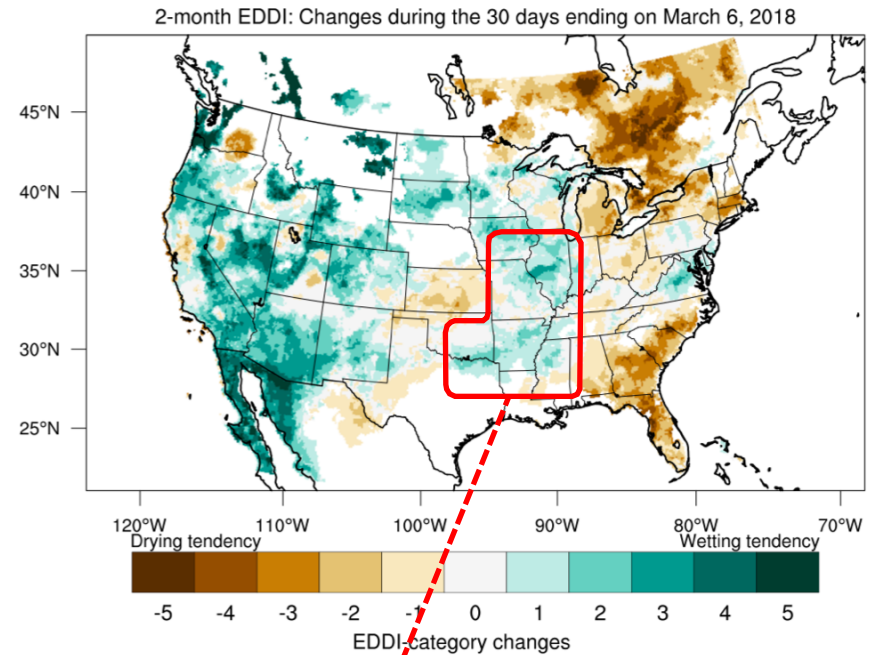 2-month EDDI: Changes during the 30 days ending on March 6, 2018
45°N
40°N
35°N
30°N
25°N
120°W 110°W 100°W 90°W 80°W 70°W
Drying tendency Wetting tendency
-5 -4 -3 -2 -1 0 1 2 3 4 5
EDDI-category changes